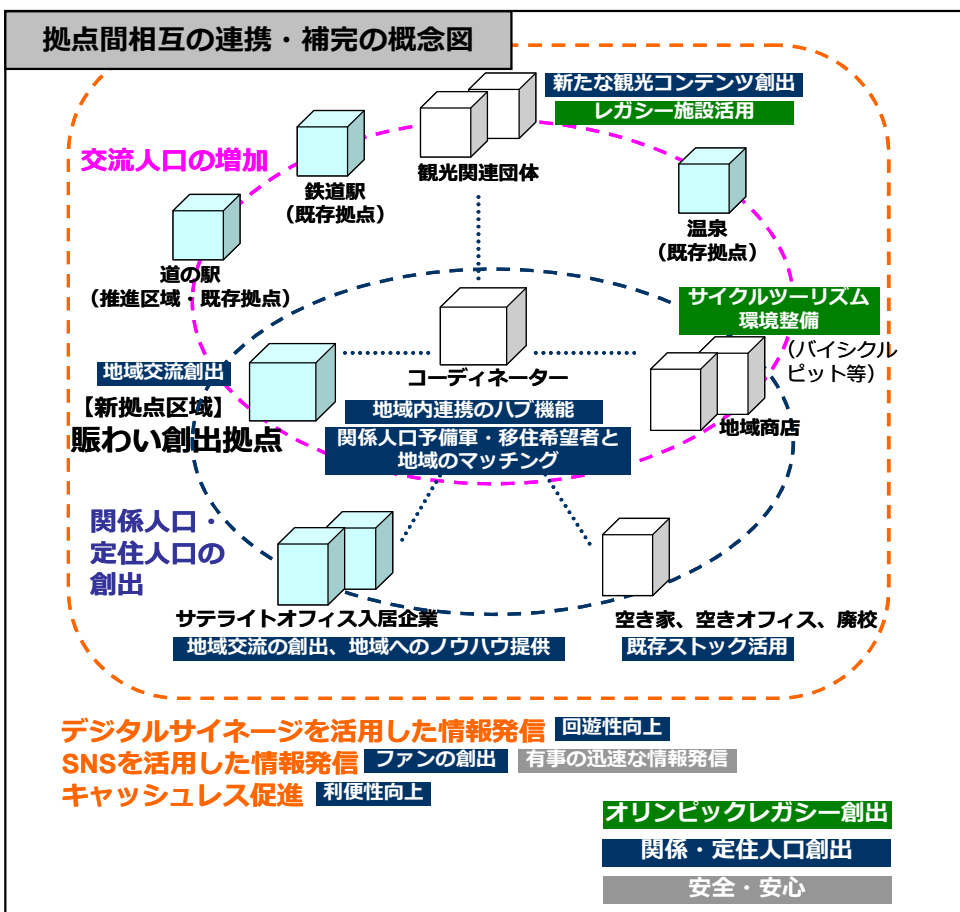 拠点間相互の連携・補完の概念図
新たな観光コンテンツ創出
レガシー施設活用
交流人口の増加
観光関連団体
鉄道駅
（既存拠点）
温泉
（既存拠点）
道の駅
（推進区域・既存拠点）
サイクルツーリズム
環境整備
（バイシクル
ピット等）
地域交流創出
コーディネーター
【新拠点区域】
賑わい創出拠点
地域内連携のハブ機能
地域商店
関係人口予備軍・移住希望者と
地域のマッチング
関係人口・
定住人口の
創出
サテライトオフィス入居企業
地域交流の創出、地域へのノウハウ提供
空き家、空きオフィス、廃校
既存ストック活用
デジタルサイネージを活用した情報発信 回遊性向上
SNSを活用した情報発信 ファンの創出 有事の迅速な情報発信
キャッシュレス促進 利便性向上
オリンピックレガシー創出
関係・定住人口創出
安全・安心